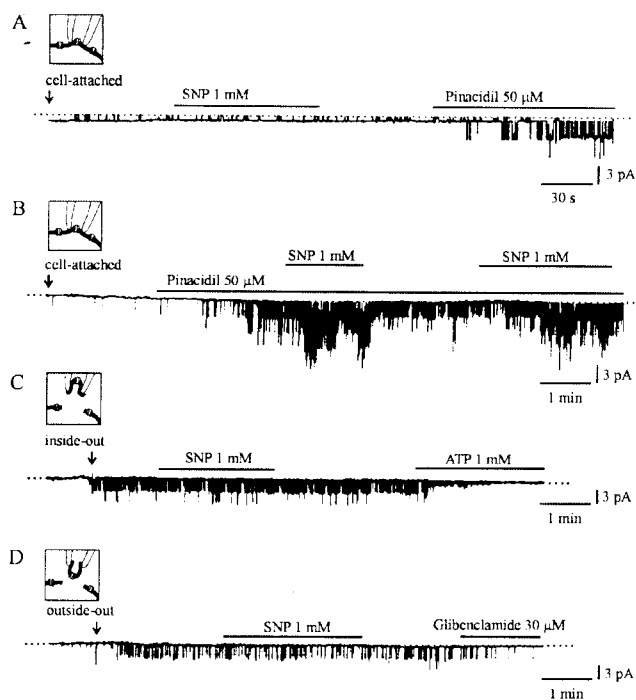 A
cell-attached
SNP 1 mM
Pinacidil 50 μM
3 pA
30 s
B
cell-attached
SNP 1 mM
SNP 1 mM
Pinacidil 50 μM
3 pA
1 min
C
inside-out
SNP 1 mM
ATP 1 mM
3 pA
1 min
D
outside-out
SNP 1 mM
Glibenclamide 30 μM
3 pA
1 min